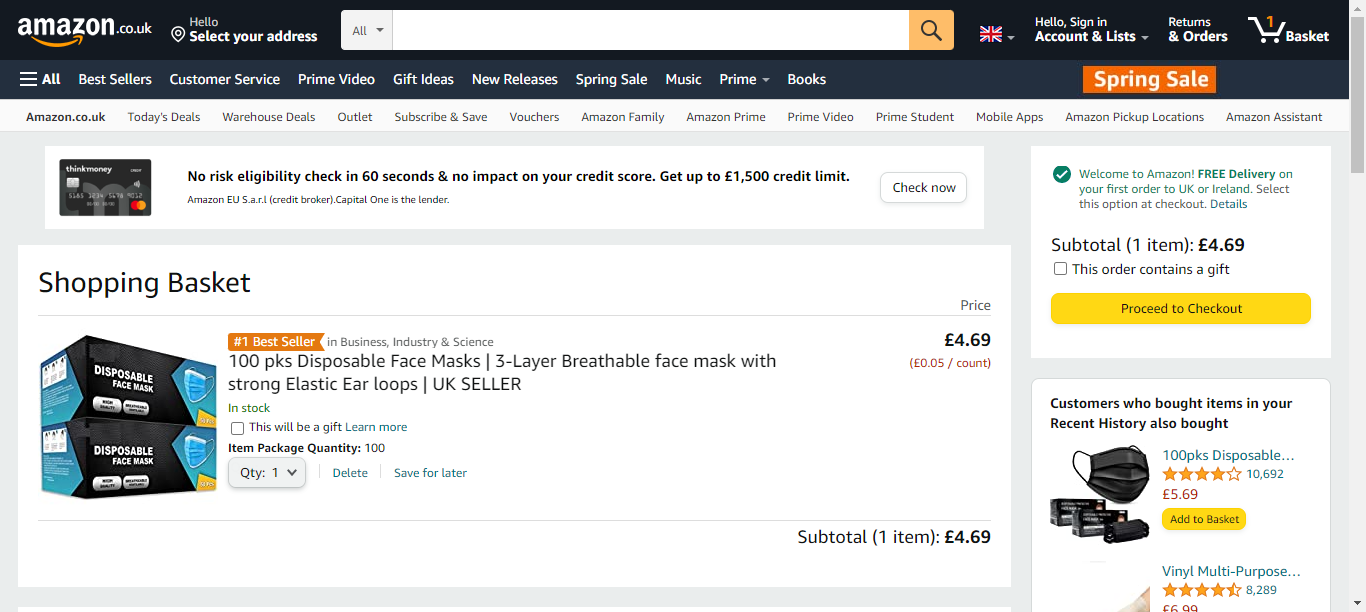 amazon.co.uk
Hello
Select your address
All
Hello, Sign in
Account & Lists
Returns
& Orders
1
Basket
All Best Sellers Customer Service Prime Video Gift Ideas New Releases Spring Sale Music Prime Books
Spring Sale
Amazon.co.uk Today's Deals Warehouse Deals Outlet Subscribe & Save Vouchers Amazon Family Amazon Prime Prime Video Prime Student Mobile Apps Amazon Pickup Locations Amazon Assistant
thinkmoney
No risk eligibility check in 60 seconds & no impact on your credit score. Get up to £1,500 credit limit.
Amazon EU S.a.r.l (credit broker).Capital One is the lender.
Check now
Welcome to Amazon! FREE Delivery on
your first order to UK or Ireland. Select
this option at checkout. Details
Subtotal (1 item): £4.69
This order contains a gift
Proceed to Checkout
Shopping Basket
Price
DISPOSABLE
FACE MASK
DISPOSABLE
FACE MASK
#1 Best Seller in Business, Industry & Science
100 pks Disposable Face Masks | 3-Layer Breathable face mask with
strong Elastic Ear loops | UK SELLER
£4.69
(£0.05 / count)
In stock
This will be a gift Learn more
Item Package Quantity: 100
Qty: 1
Delete
Save for later
Subtotal (1 item): £4.69
Customers who bought items in your
Recent History also bought
100pks Disposable…
10,692
£5.69
Add to Basket
Vinyl Multi-Purpose…
8,289
£6.99